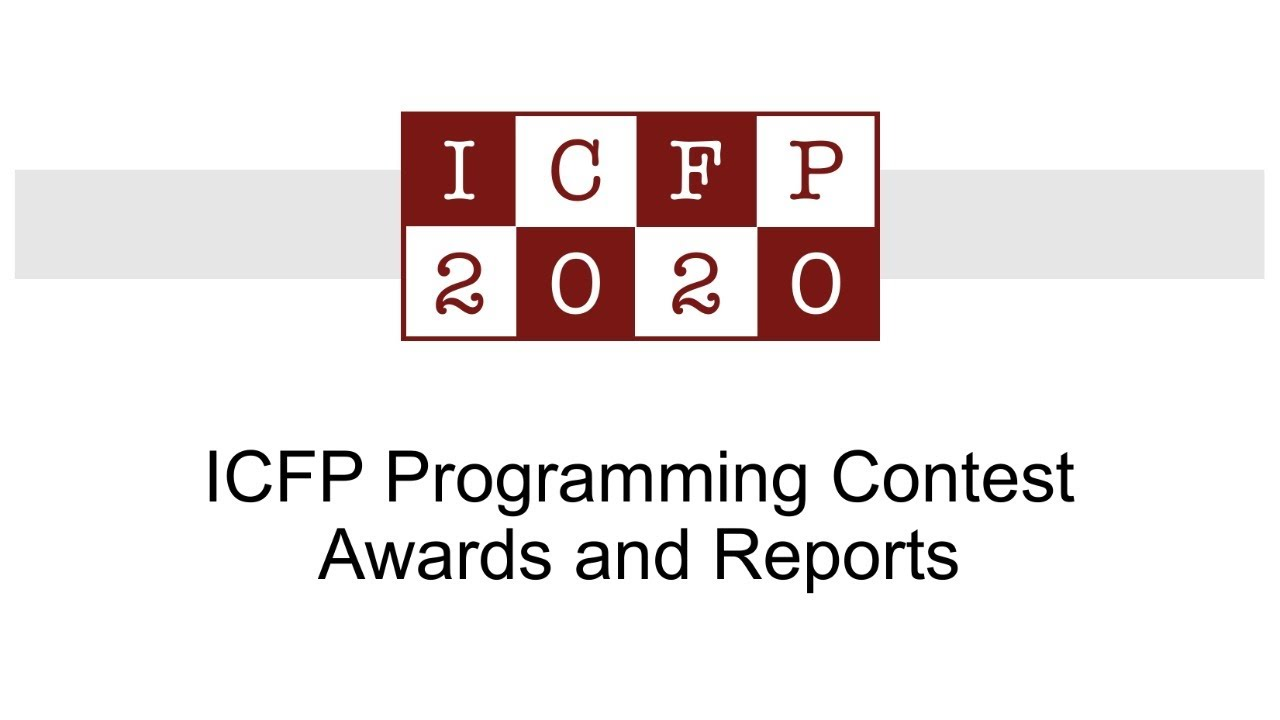 ICFP
2020
ICFP Programming Contest
Awards and Reports